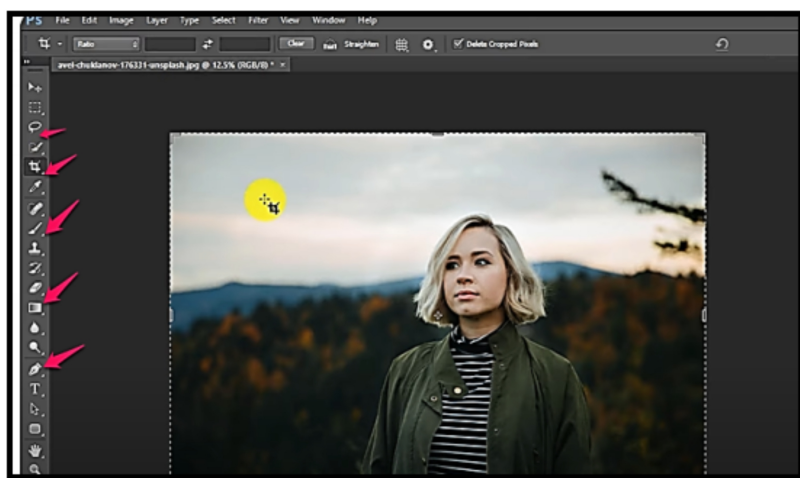 PS File Edit Image Layer Type Select Filter View Window Help
Ratio Clear Straighten Delete Cropped Pixels
avel-chuklanov-176331-unsplash.jpg @ 12.5% (RGB/8) * ×
T